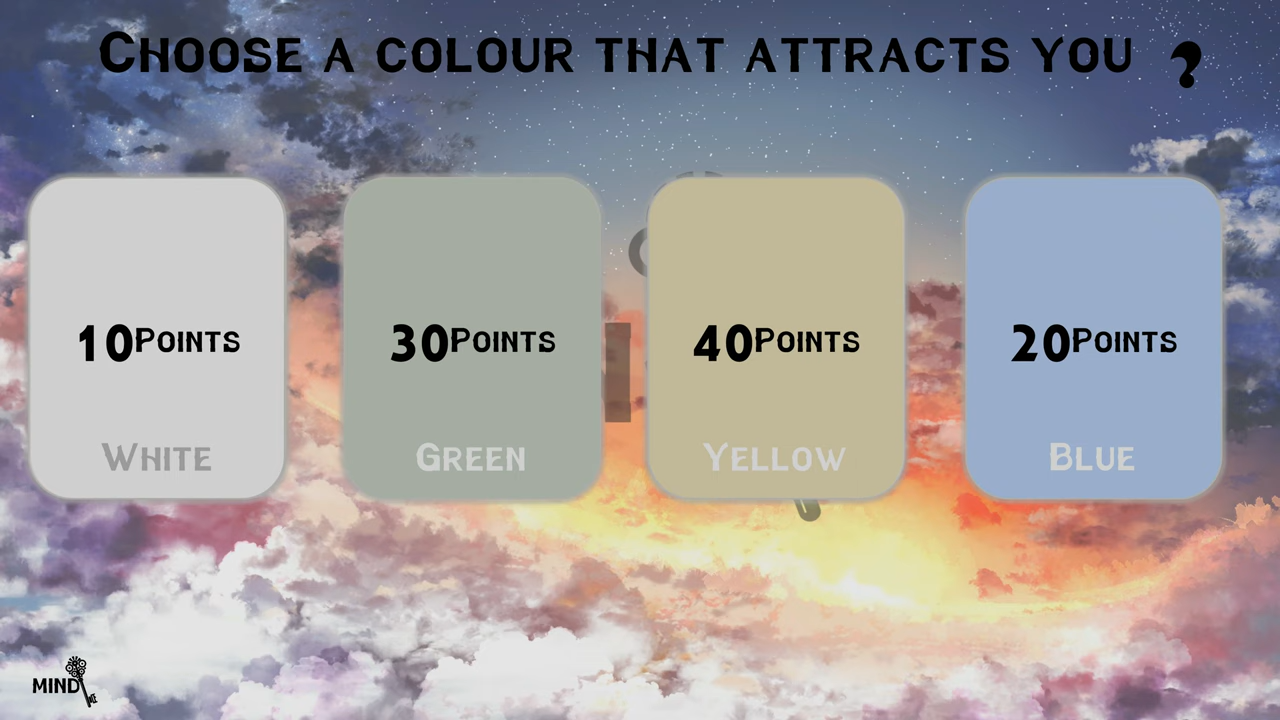 Choose a colour that attracts you ?
10Points
30Points
40Points
20Points
White
Green
Yellow
Blue
MIND